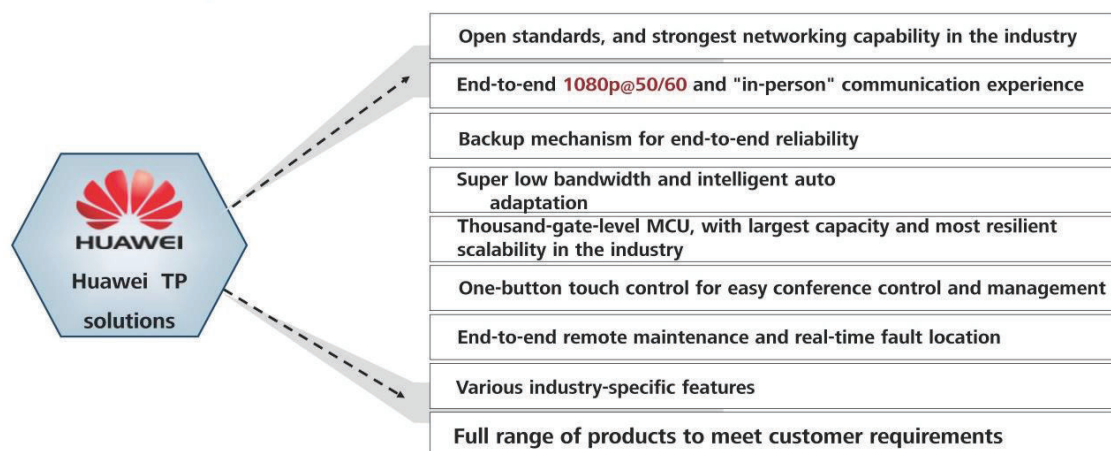 Open standards, and strongest networking capability in the industry
End-to-end 1080p@50/60 and "in-person" communication experience
Backup mechanism for end-to-end reliability
Super low bandwidth and intelligent auto
adaptation
Thousand-gate-level MCU, with largest capacity and most resilient
scalability in the industry
One-button touch control for easy conference control and management
End-to-end remote maintenance and real-time fault location
Various industry-specific features
Full range of products to meet customer requirements
HUAWEI
Huawei TP
solutions